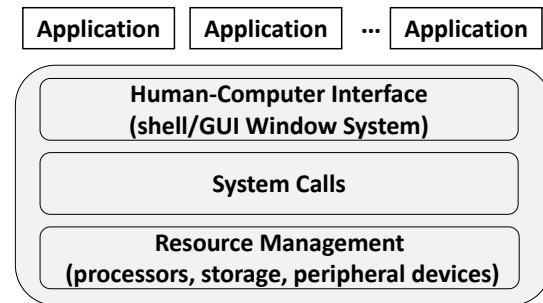 Application Application ... Application
Human-Computer Interface
(shell/GUI Window System)
System Calls
Resource Management
(processors, storage, peripheral devices)